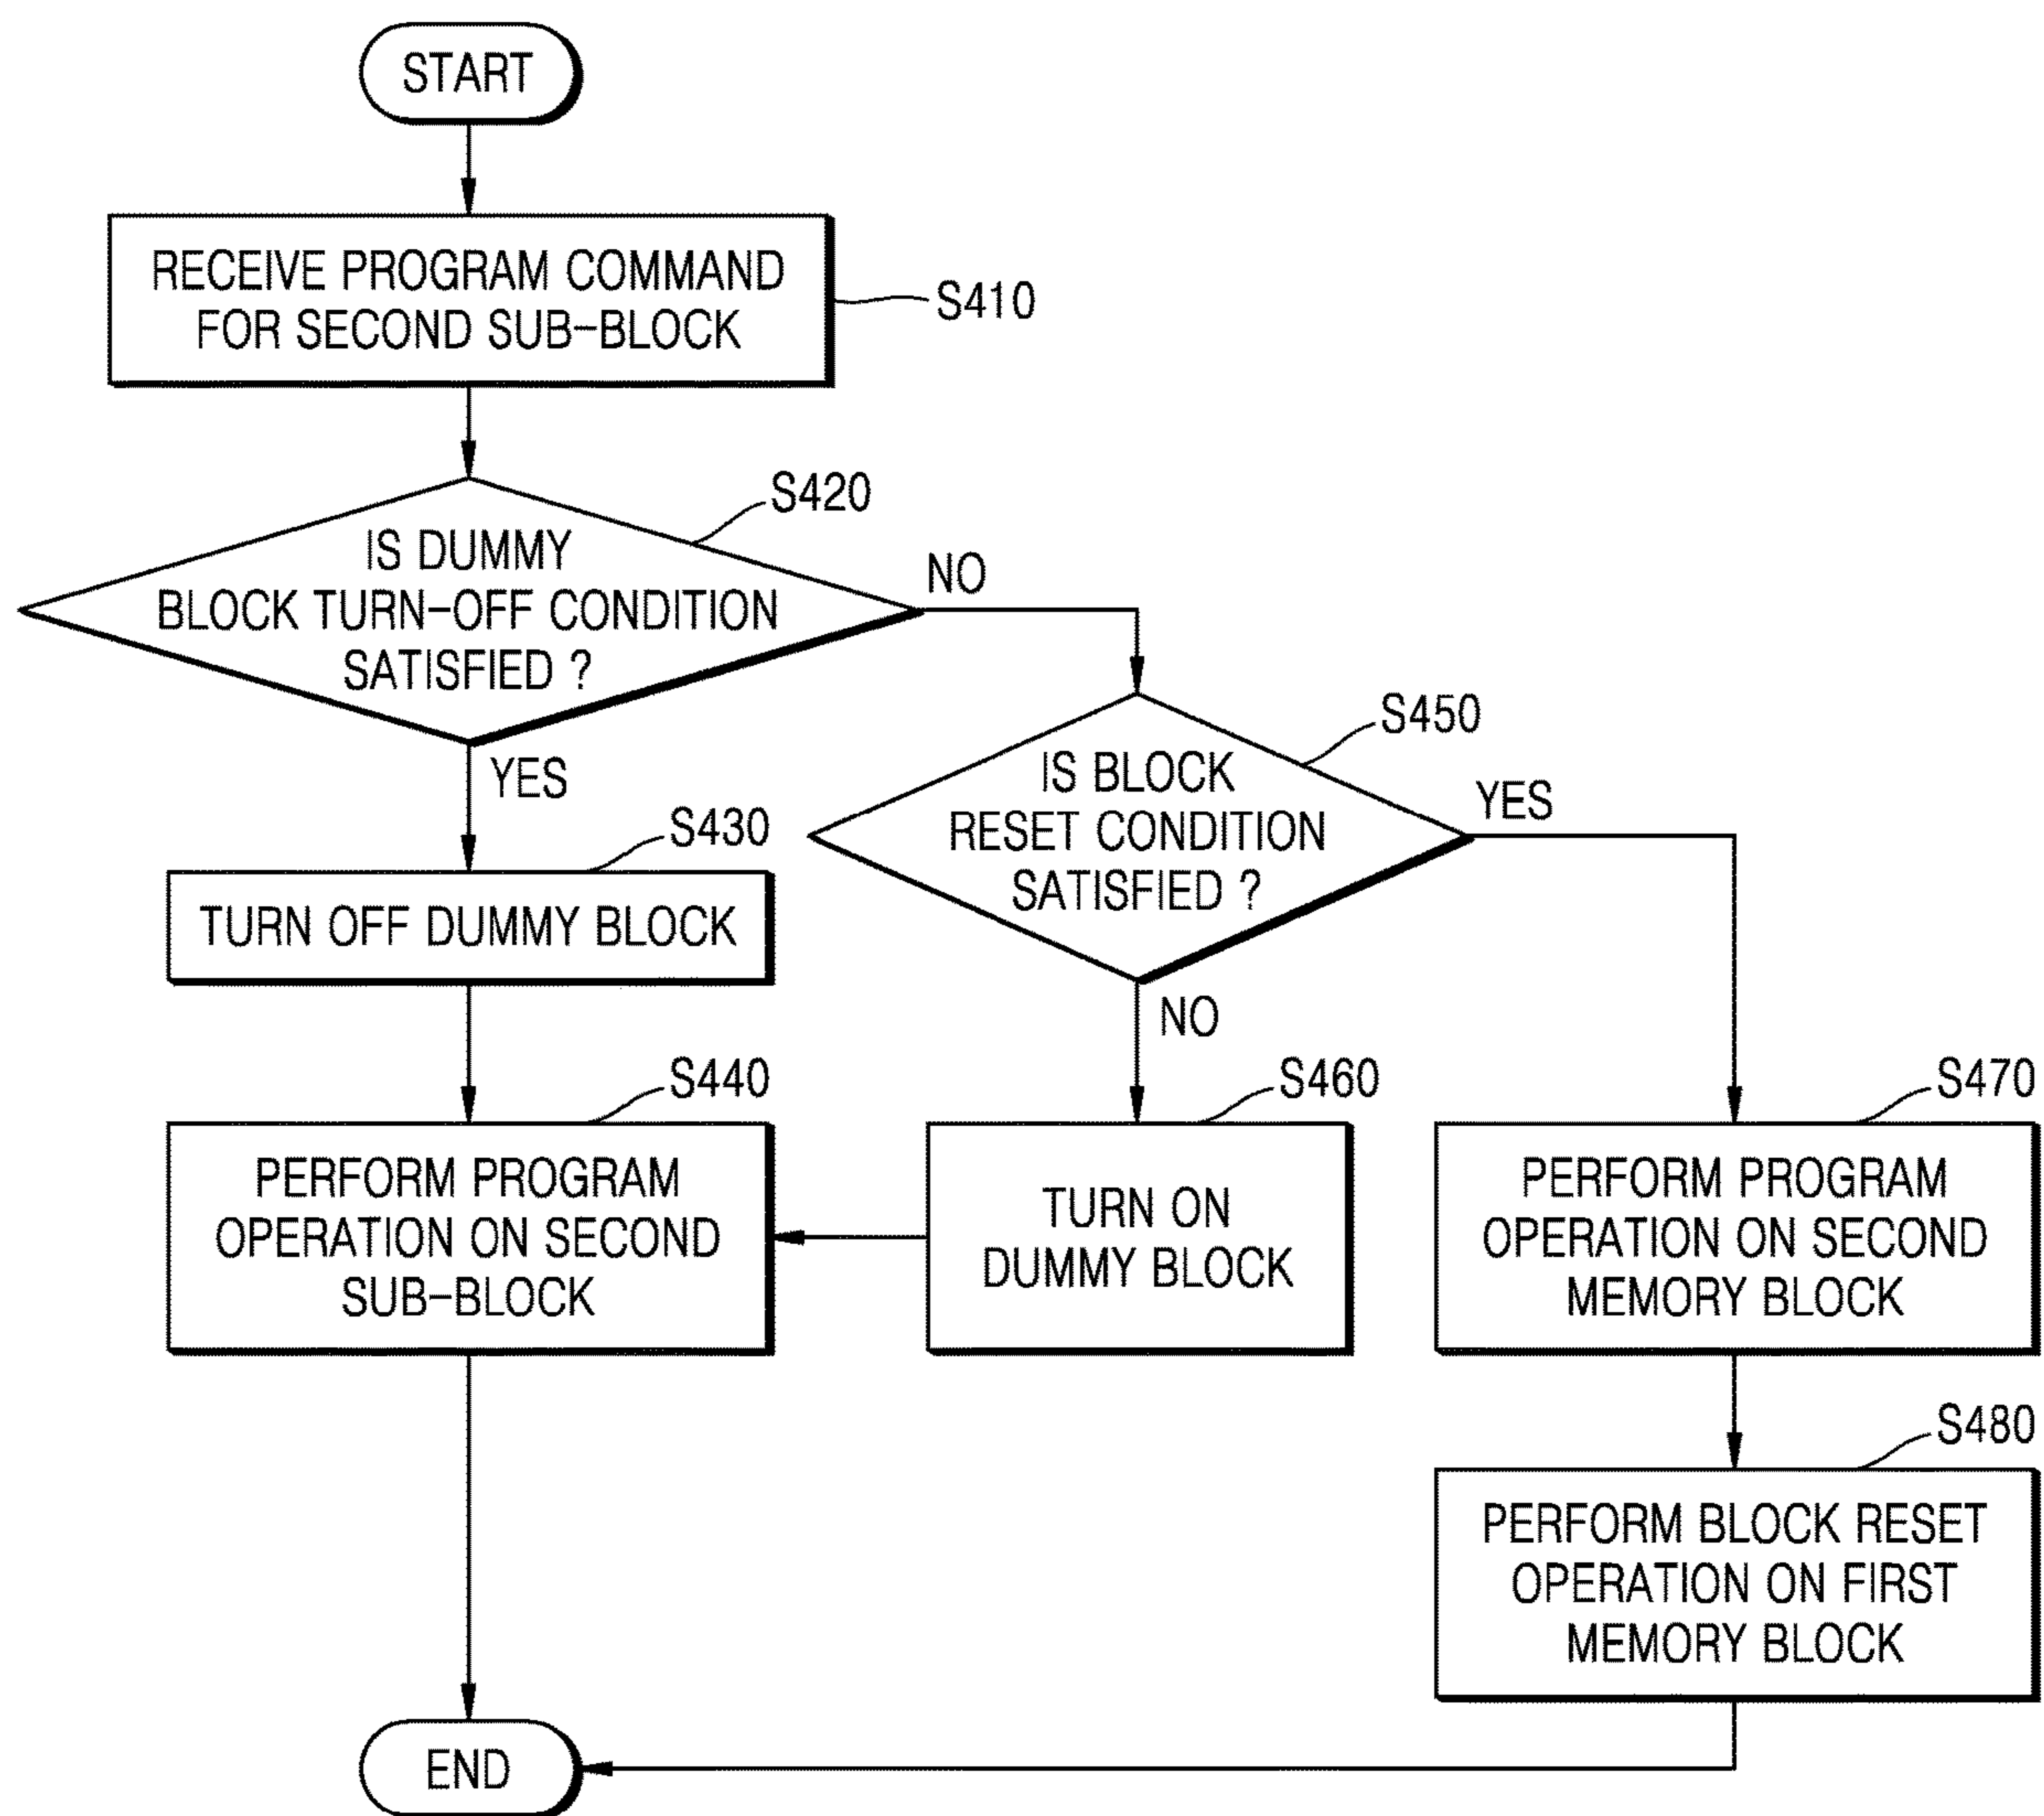 START
RECEIVE PROGRAM COMMAND
FOR SECOND SUB-BLOCK
S410
S420
IS DUMMY
BLOCK TURN-OFF CONDITION
SATISFIED ?
NO
YES
S450
IS BLOCK
RESET CONDITION
SATISFIED ?
YES
NO
S430
TURN OFF DUMMY BLOCK
S440
PERFORM PROGRAM
OPERATION ON SECOND
SUB-BLOCK
S460
TURN ON
DUMMY BLOCK
S470
PERFORM PROGRAM
OPERATION ON SECOND
MEMORY BLOCK
S480
PERFORM BLOCK RESET
OPERATION ON FIRST
MEMORY BLOCK
END